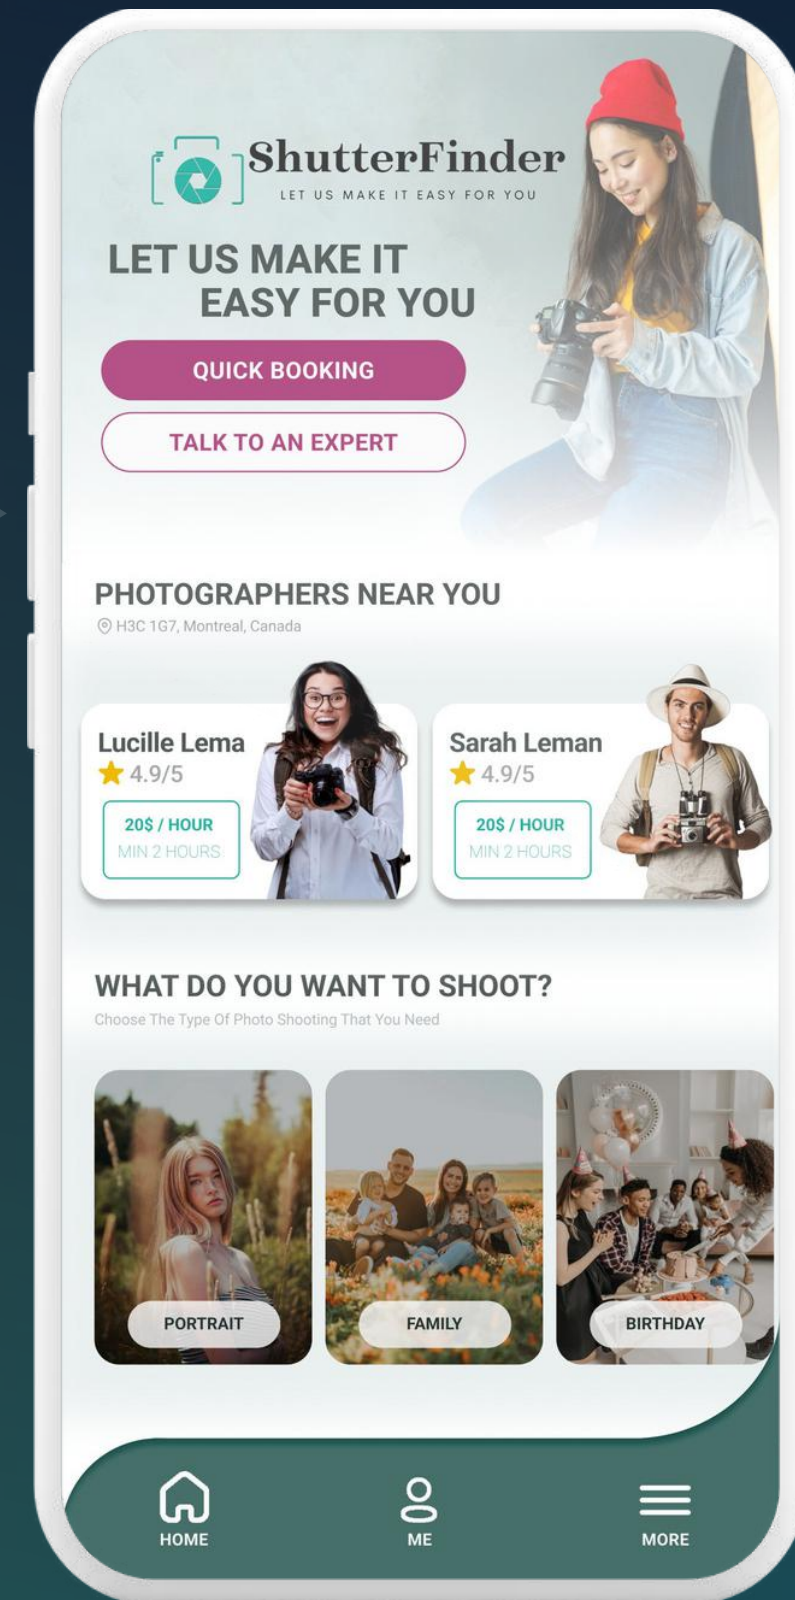 ShutterFinder
LET US MAKE IT EASY FOR YOU
LET US MAKE IT
EASY FOR YOU
QUICK BOOKING
TALK TO AN EXPERT
PHOTOGRAPHERS NEAR YOU
H3C 1G7, Montreal, Canada
Lucille Lema
4.9/5
20$ / HOUR
MIN 2 HOURS
Sarah Leman
4.9/5
20$ / HOUR
MIN 2 HOURS
WHAT DO YOU WANT TO SHOOT?
Choose The Type Of Photo Shooting That You Need
PORTRAIT
FAMILY
BIRTHDAY
HOME
ME
MORE